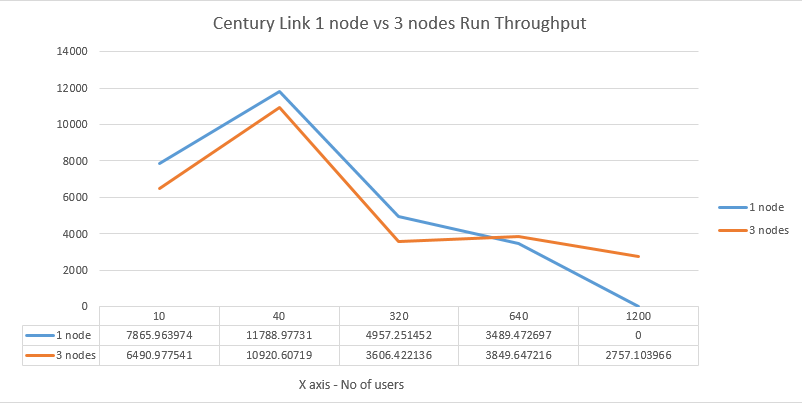 Century Link 1 node vs 3 nodes Run Throughput
14000
12000
10000
8000
6000
4000
2000
0
1 node
3 nodes
10 40 320 640 1200
1 node 7865.963974 11788.97731 4957.251452 3489.472697 0
3 nodes 6490.977541 10920.60719 3606.422136 3849.647216 2757.103966
X axis - No of users